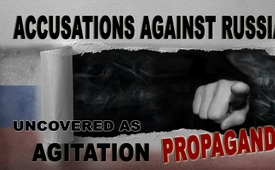 ACCUSATIONS AGAINST RUSSIA
UNCOVERED AS
AGITATION PROPAGAND